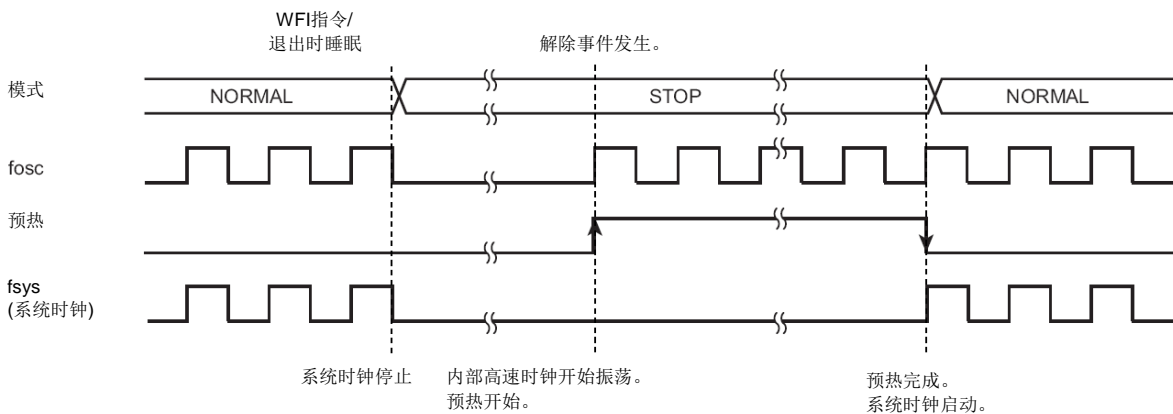 WFI指令/
退出时睡眠
解除事件发生。
模式
NORMAL
STOP
NORMAL
fosc
预热
fsys
(系统时钟)
系统时钟停止
内部高速时钟开始振荡。
预热开始。
预热完成。
系统时钟启动。